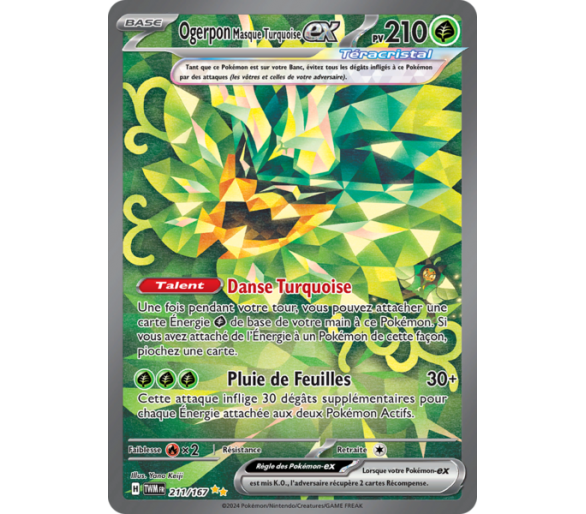 BASE Ogerpon Masque Turquoise ex PV 210
Téracristal
Tant que ce Pokémon est sur votre Banc, évitez tous les dégâts infligés à ce Pokémon
par des attaques (les vôtres et celles de votre adversaire).
Talent Danse Turquoise
Une fois pendant votre tour, vous pouvez attacher une
carte Énergie de base de votre main à ce Pokémon. Si
vous avez attaché de l'Énergie à un Pokémon de cette façon,
piochez une carte.
Pluie de Feuilles 30+
Cette attaque inflige 30 dégâts supplémentaires pour
chaque Énergie attachée aux deux Pokémon Actifs.
Faiblesse ×2 Résistance Retraite
Illus. Yano Keiji
Règle des Pokémon-ex Lorsque votre Pokémon-ex
est mis K.O., l'adversaire récupère 2 cartes Récompense.
H TWM FR 211/167
©2024 Pokémon/Nintendo/Creatures/GAME FREAK